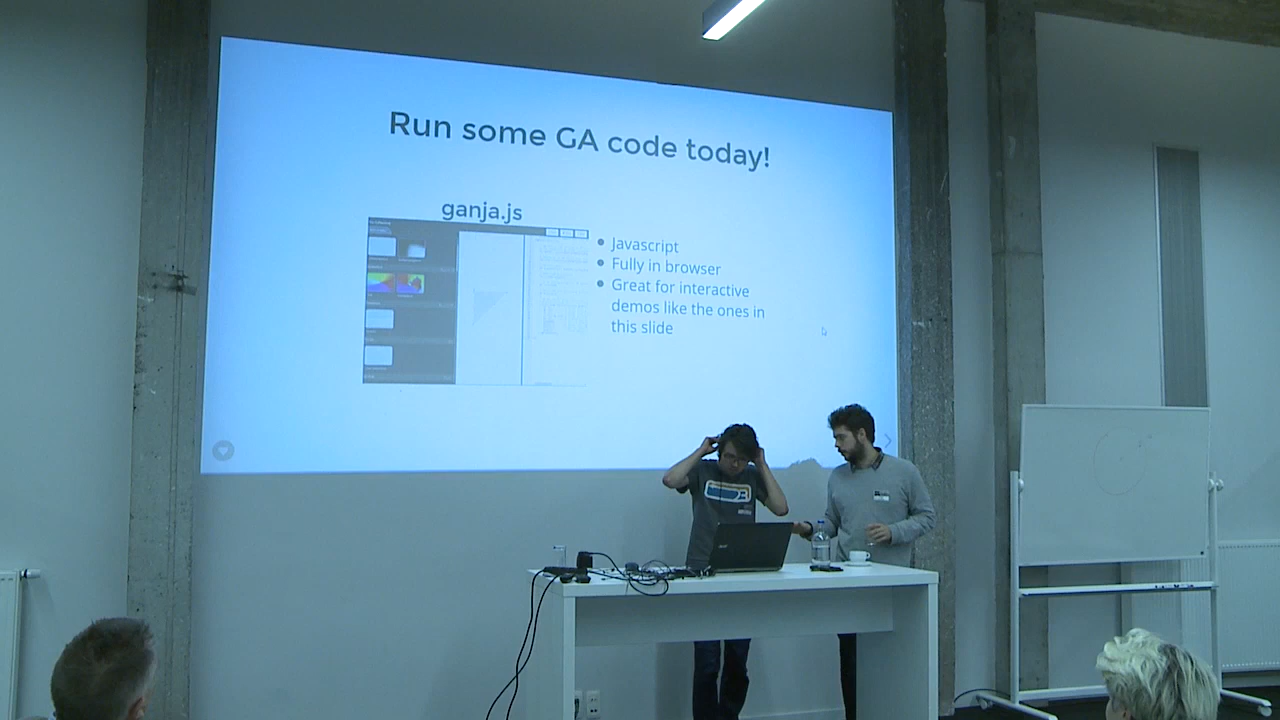 Run some GA code today!
ganja.js
Javascript
Fully in browser
Great for interactive
demos like the ones in
this slide